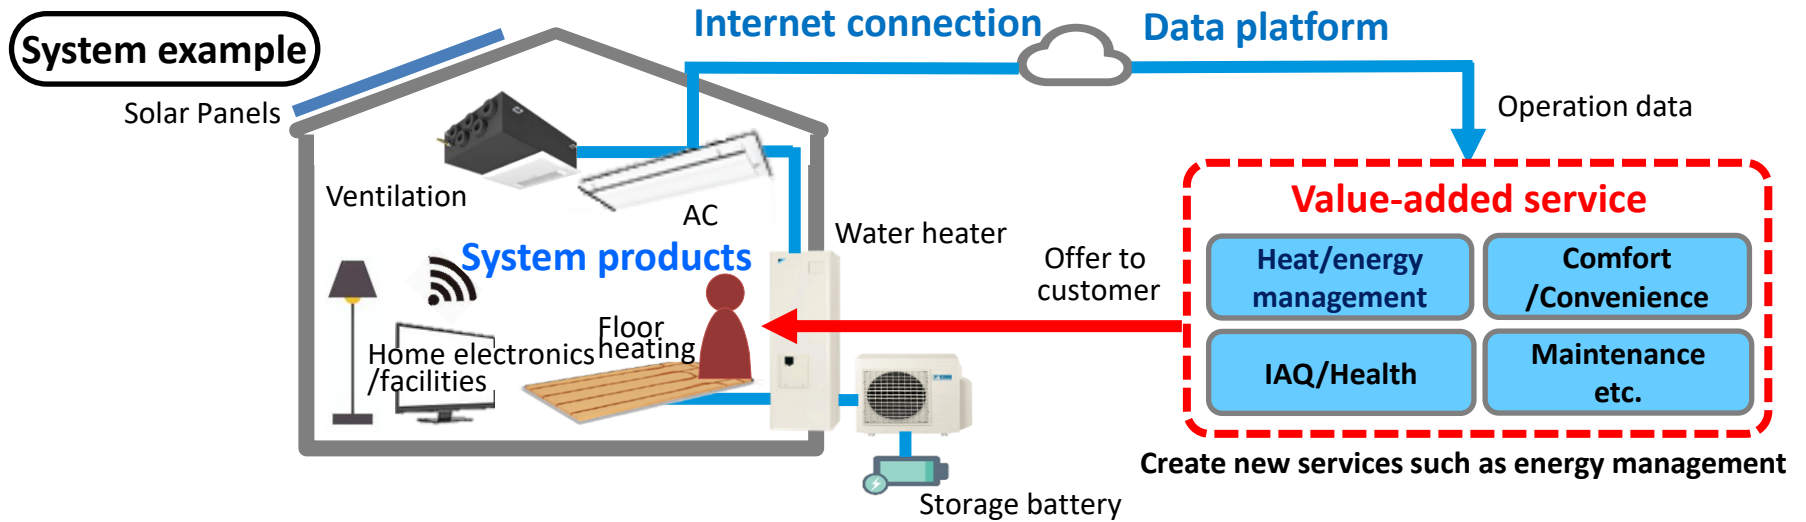 System example
Internet connection
Data platform
Solar Panels
Operation data
Ventilation
AC
System products
Water heater
Offer to
customer
Value-added service
Heat/energy
management
Comfort
/Convenience
IAQ/Health
Maintenance
etc.
Floor
heating
Home electronics
/facilities
Create new services such as energy management
Storage battery